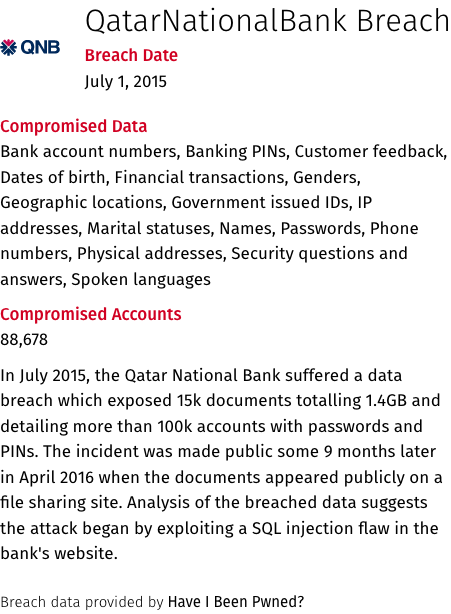 QatarNationalBank Breach
QNB
Breach Date
July 1, 2015
Compromised Data
Bank account numbers, Banking PINs, Customer feedback,
Dates of birth, Financial transactions, Genders,
Geographic locations, Government issued IDs, IP
addresses, Marital statuses, Names, Passwords, Phone
numbers, Physical addresses, Security questions and
answers, Spoken languages
Compromised Accounts
88,678
In July 2015, the Qatar National Bank suffered a data
breach which exposed 15k documents totalling 1.4GB and
detailing more than 100k accounts with passwords and
PINs. The incident was made public some 9 months later
in April 2016 when the documents appeared publicly on a
file sharing site. Analysis of the breached data suggests
the attack began by exploiting a SQL injection flaw in the
bank's website.
Breach data provided by Have I Been Pwned?